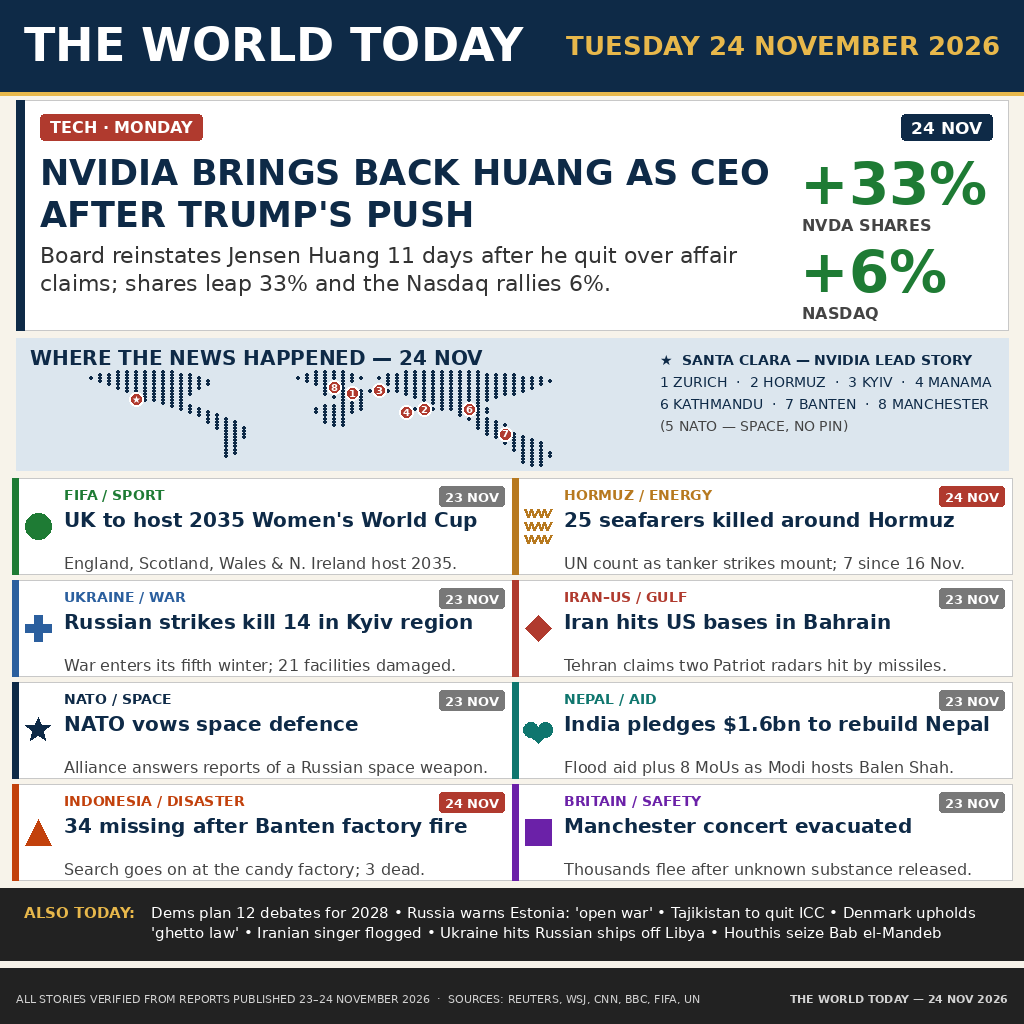 THE WORLD TODAY
TUESDAY 24 NOVEMBER 2026
TECH · MONDAY
24 NOV
NVIDIA BRINGS BACK HUANG AS CEO
AFTER TRUMP'S PUSH
Board reinstates Jensen Huang 11 days after he quit over affair
claims; shares leap 33% and the Nasdaq rallies 6%.
+33%
NVDA SHARES
+6%
NASDAQ
WHERE THE NEWS HAPPENED — 24 NOV
★ 8 1 3 4 2 6 7
★ SANTA CLARA — NVIDIA LEAD STORY
1 ZURICH · 2 HORMUZ · 3 KYIV · 4 MANAMA
6 KATHMANDU · 7 BANTEN · 8 MANCHESTER
(5 NATO — SPACE, NO PIN)
FIFA / SPORT
23 NOV
UK to host 2035 Women's World Cup
England, Scotland, Wales & N. Ireland host 2035.
HORMUZ / ENERGY
24 NOV
25 seafarers killed around Hormuz
UN count as tanker strikes mount; 7 since 16 Nov.
UKRAINE / WAR
23 NOV
Russian strikes kill 14 in Kyiv region
War enters its fifth winter; 21 facilities damaged.
IRAN–US / GULF
23 NOV
Iran hits US bases in Bahrain
Tehran claims two Patriot radars hit by missiles.
NATO / SPACE
23 NOV
NATO vows space defence
Alliance answers reports of a Russian space weapon.
NEPAL / AID
23 NOV
India pledges $1.6bn to rebuild Nepal
Flood aid plus 8 MoUs as Modi hosts Balen Shah.
INDONESIA / DISASTER
24 NOV
34 missing after Banten factory fire
Search goes on at the candy factory; 3 dead.
BRITAIN / SAFETY
23 NOV
Manchester concert evacuated
Thousands flee after unknown substance released.
ALSO TODAY:
Dems plan 12 debates for 2028 • Russia warns Estonia: 'open war' • Tajikistan to quit ICC • Denmark upholds
'ghetto law' • Iranian singer flogged • Ukraine hits Russian ships off Libya • Houthis seize Bab el-Mandeb
ALL STORIES VERIFIED FROM REPORTS PUBLISHED 23–24 NOVEMBER 2026 · SOURCES: REUTERS, WSJ, CNN, BBC, FIFA, UN
THE WORLD TODAY — 24 NOV 2026